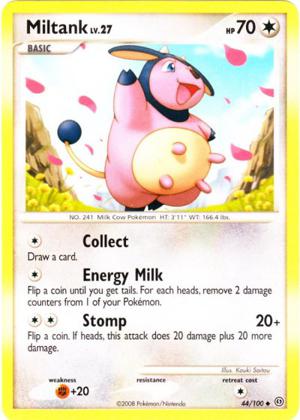 Miltank LV.27 HP 70
BASIC
NO. 241 Milk Cow Pokémon HT: 3'11" WT: 166.4 lbs.
Collect
Draw a card.
Energy Milk
Flip a coin until you get tails. For each heads, remove 2 damage
counters from 1 of your Pokémon.
Stomp 20+
Flip a coin. If heads, this attack does 20 damage plus 20 more
damage.
Illus. Kouki Saitou
weakness resistance retreat cost
+20
©2008 Pokémon/Nintendo 44/100